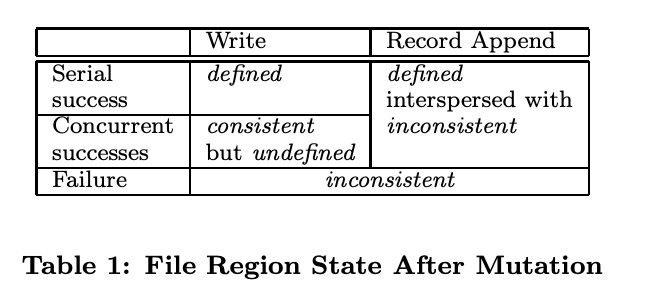 Write Record Append
Serial defined defined
success interspersed with
Concurrent consistent inconsistent
successes but undefined
Failure inconsistent
Table 1: File Region State After Mutation